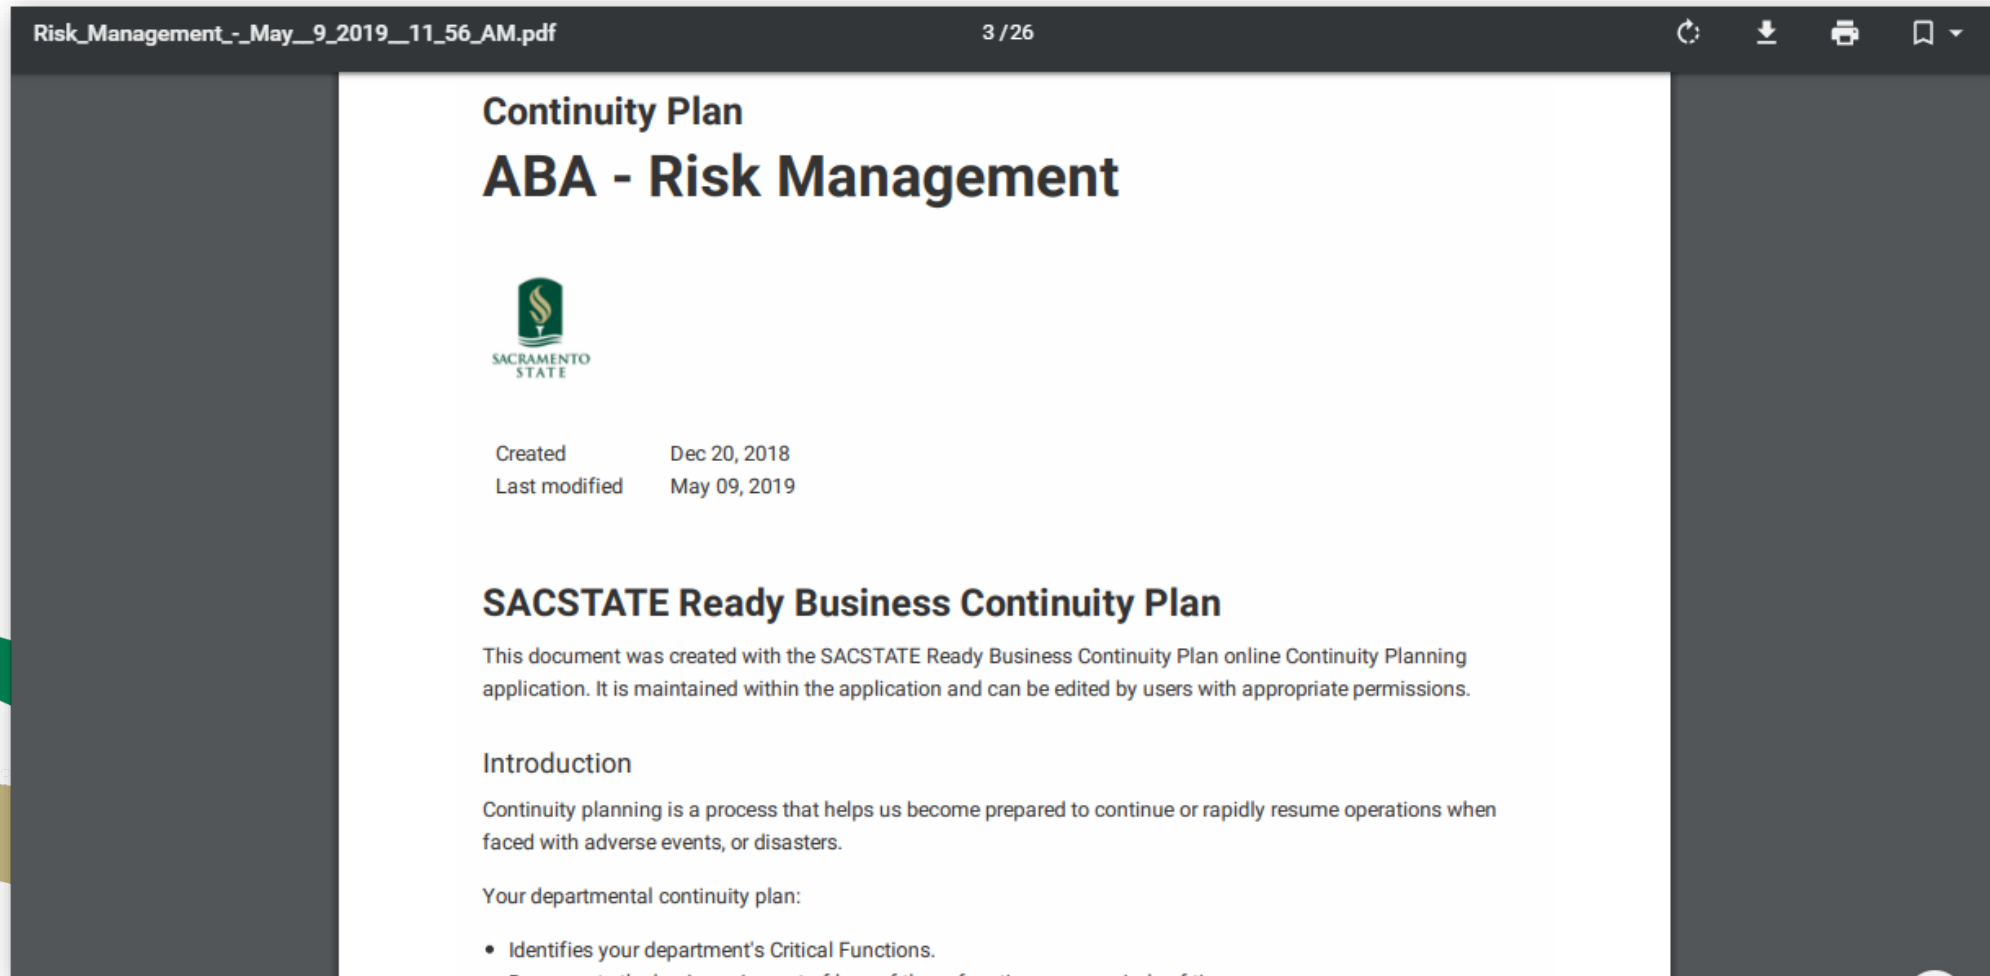 Risk_Management_-_May__9_2019__11_56_AM.pdf
3 / 26
Continuity Plan
ABA - Risk Management
SACRAMENTO
STATE
Created Dec 20, 2018
Last modified May 09, 2019
SACSTATE Ready Business Continuity Plan
This document was created with the SACSTATE Ready Business Continuity Plan online Continuity Planning
application. It is maintained within the application and can be edited by users with appropriate permissions.
Introduction
Continuity planning is a process that helps us become prepared to continue or rapidly resume operations when
faced with adverse events, or disasters.
Your departmental continuity plan:
• Identifies your department's Critical Functions.